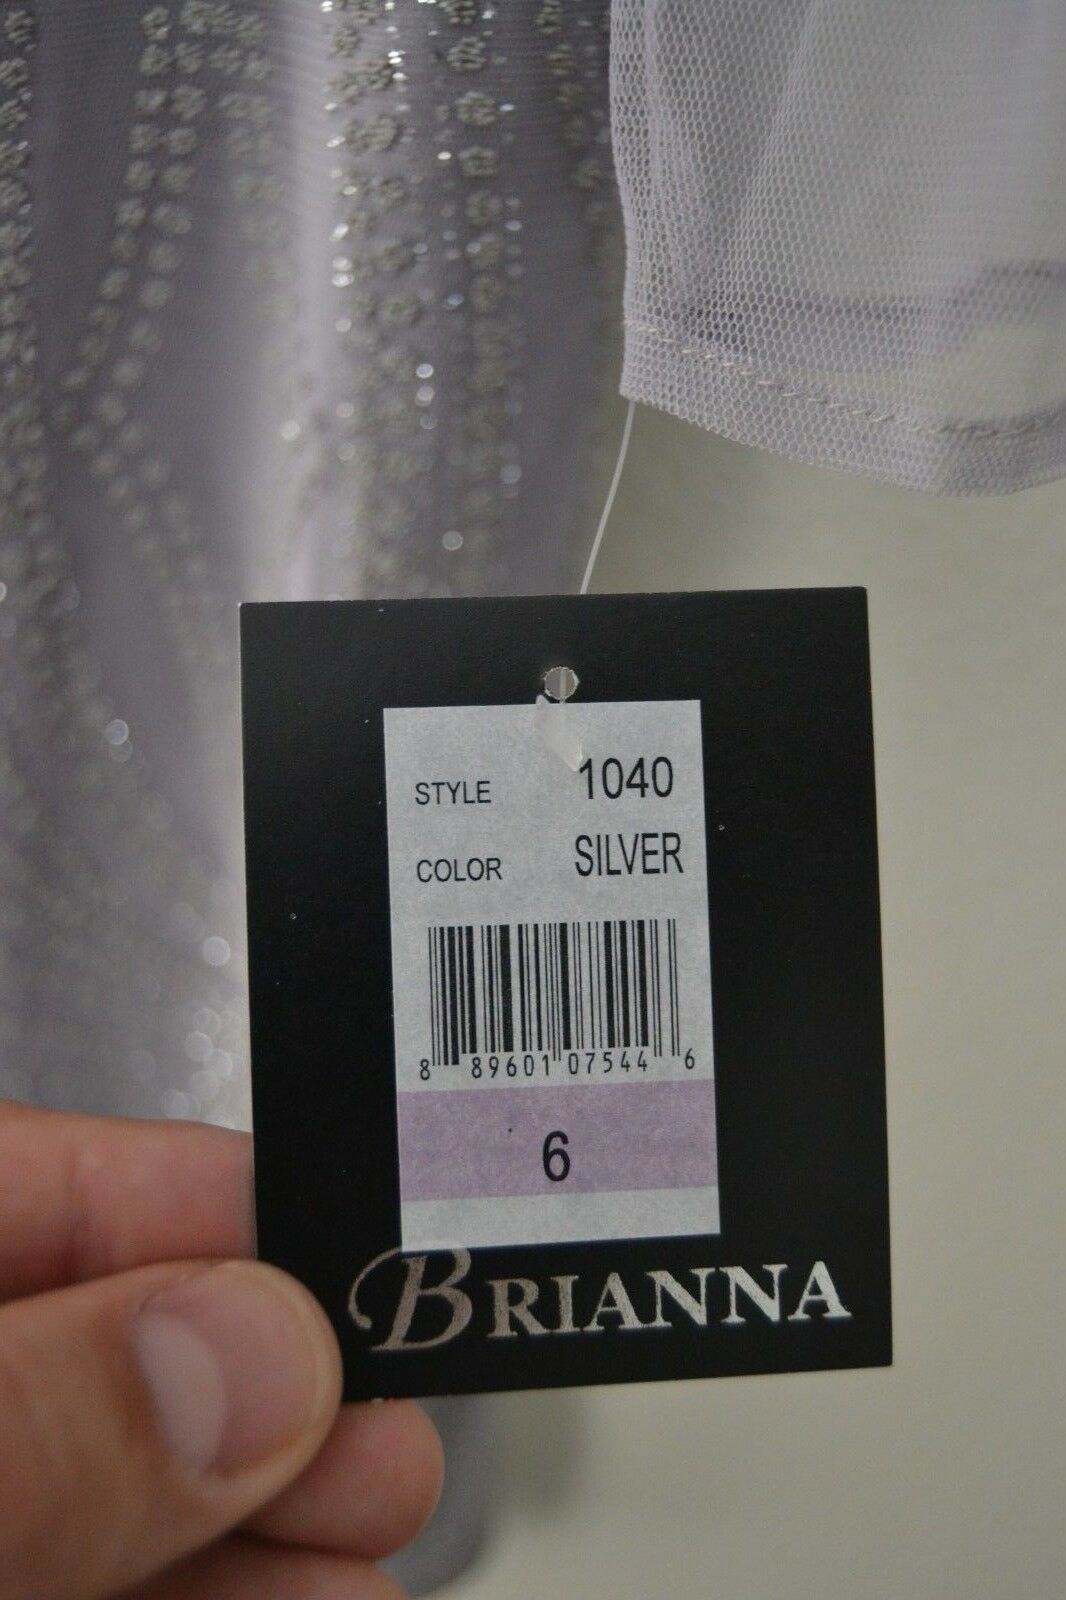 STYLE 1040
COLOR SILVER
8 89601 07544 6
6
BRIANNA